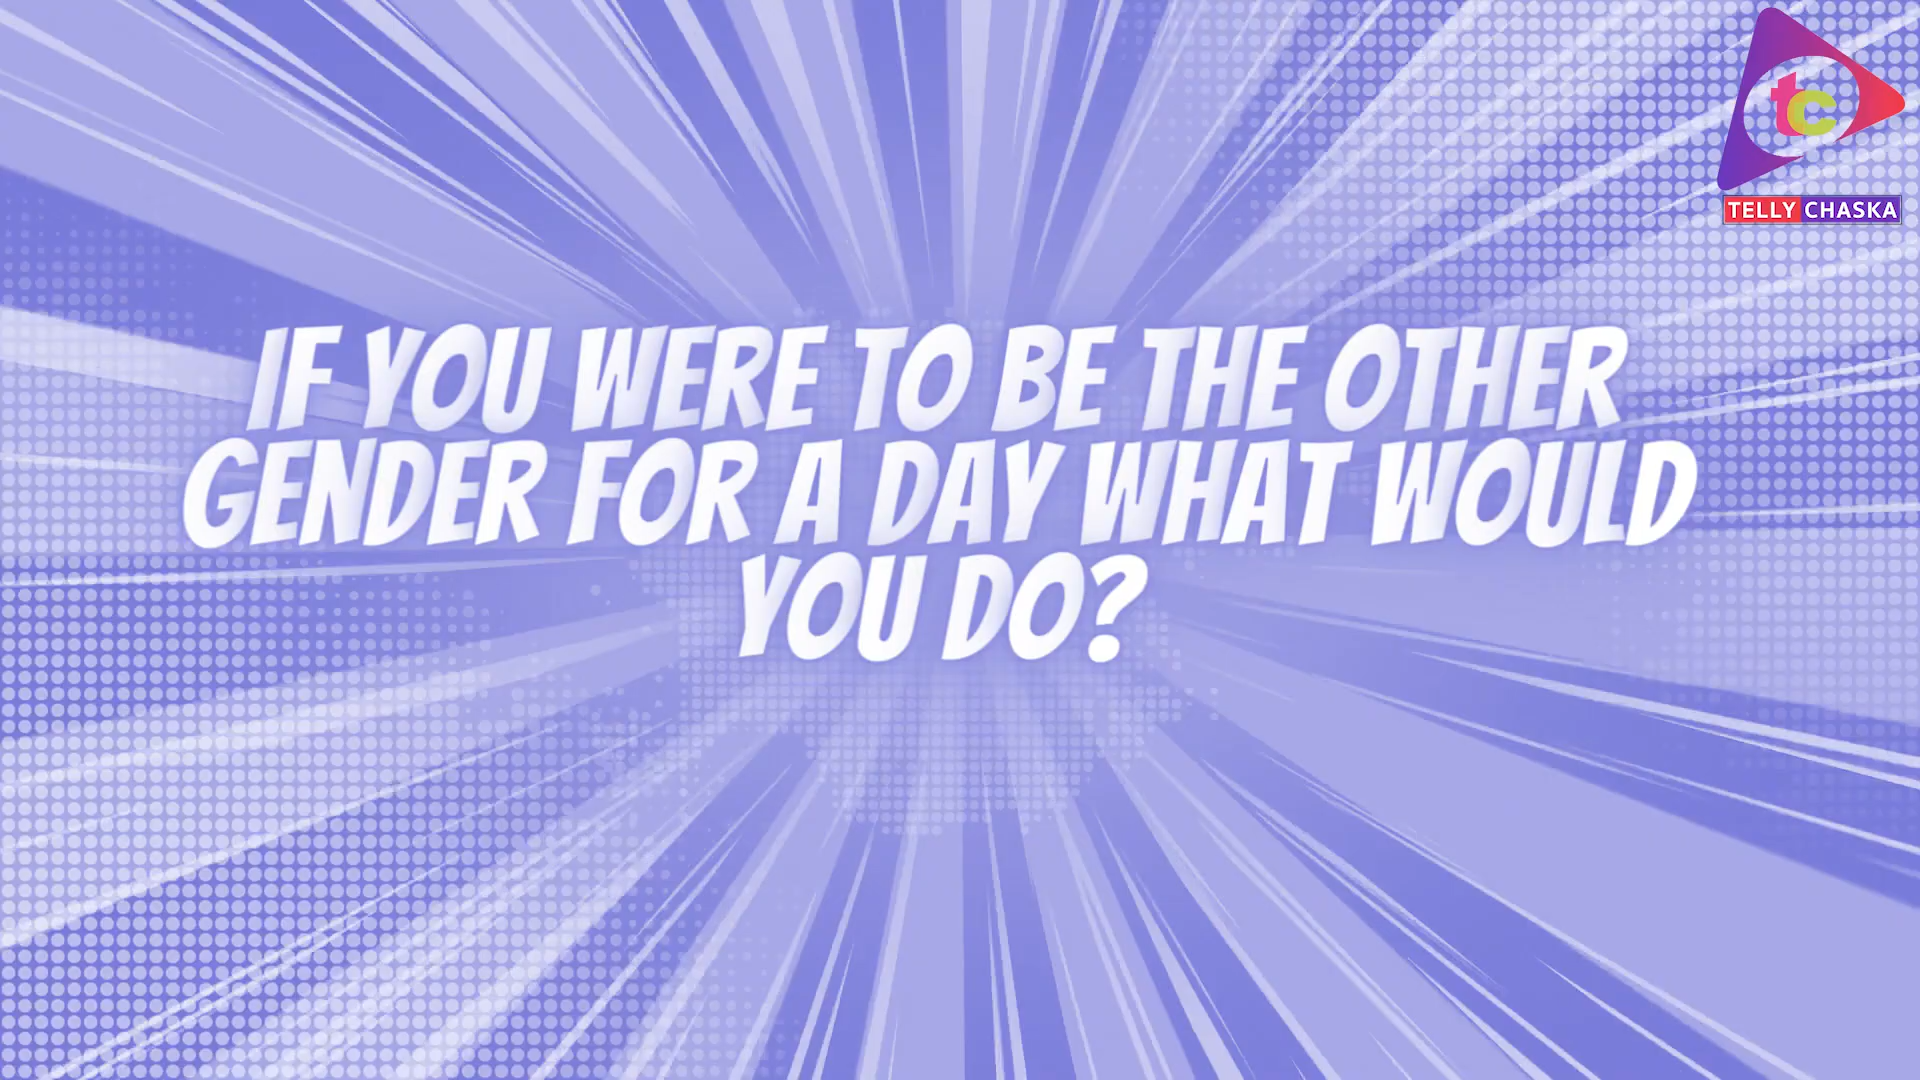 tc
TELLY CHASKA
IF YOU WERE TO BE THE OTHER
GENDER FOR A DAY WHAT WOULD
YOU DO?